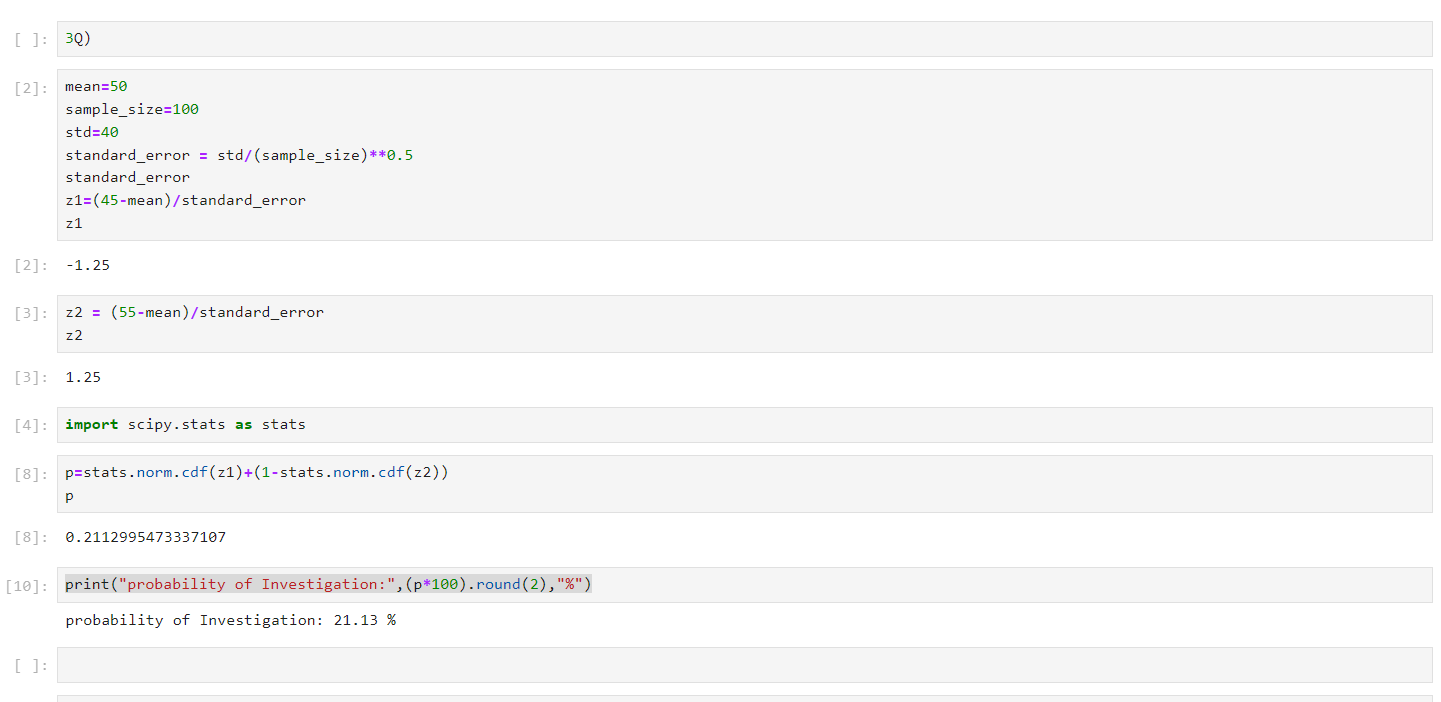 [ ]: 3Q)
[2]: mean=50
sample_size=100
std=40
standard_error = std/(sample_size)**0.5
standard_error
z1=(45-mean)/standard_error
z1
[2]: -1.25
[3]: z2 = (55-mean)/standard_error
z2
[3]: 1.25
[4]: import scipy.stats as stats
[8]: p=stats.norm.cdf(z1)+(1-stats.norm.cdf(z2))
p
[8]: 0.2112995473337107
[10]: print("probability of Investigation:",(p*100).round(2),"%")
probability of Investigation: 21.13 %
[ ]: